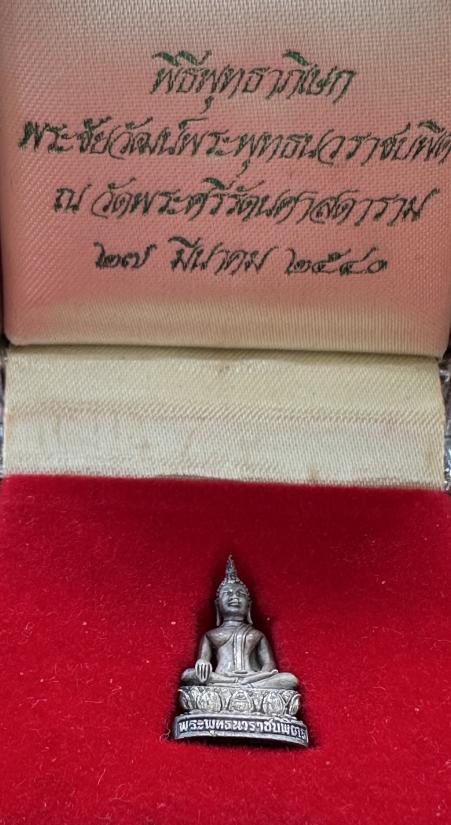 พิธีพุทธาภิเษก
พระชัยวัฒน์พระพุทธนวราชบพิต
ณ วัดพระศรีรัตนศาสดาราม
๒๗ มีนาคม ๒๕๔๐
พระพุทธนวราชบพิตร